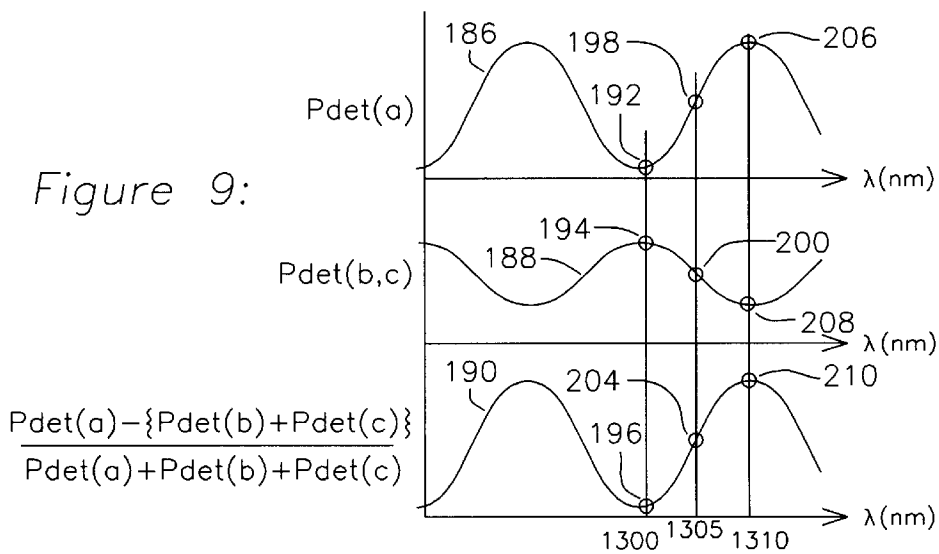 186
198
206
192
Pdet(a)
λ(nm)
Figure 9:
194
200
188
Pdet(b,c)
208
λ(nm)
190
204
210
196
Pdet(a)-{Pdet(b)+Pdet(c)}
Pdet(a)+Pdet(b)+Pdet(c)
λ(nm)
1300 1305 1310